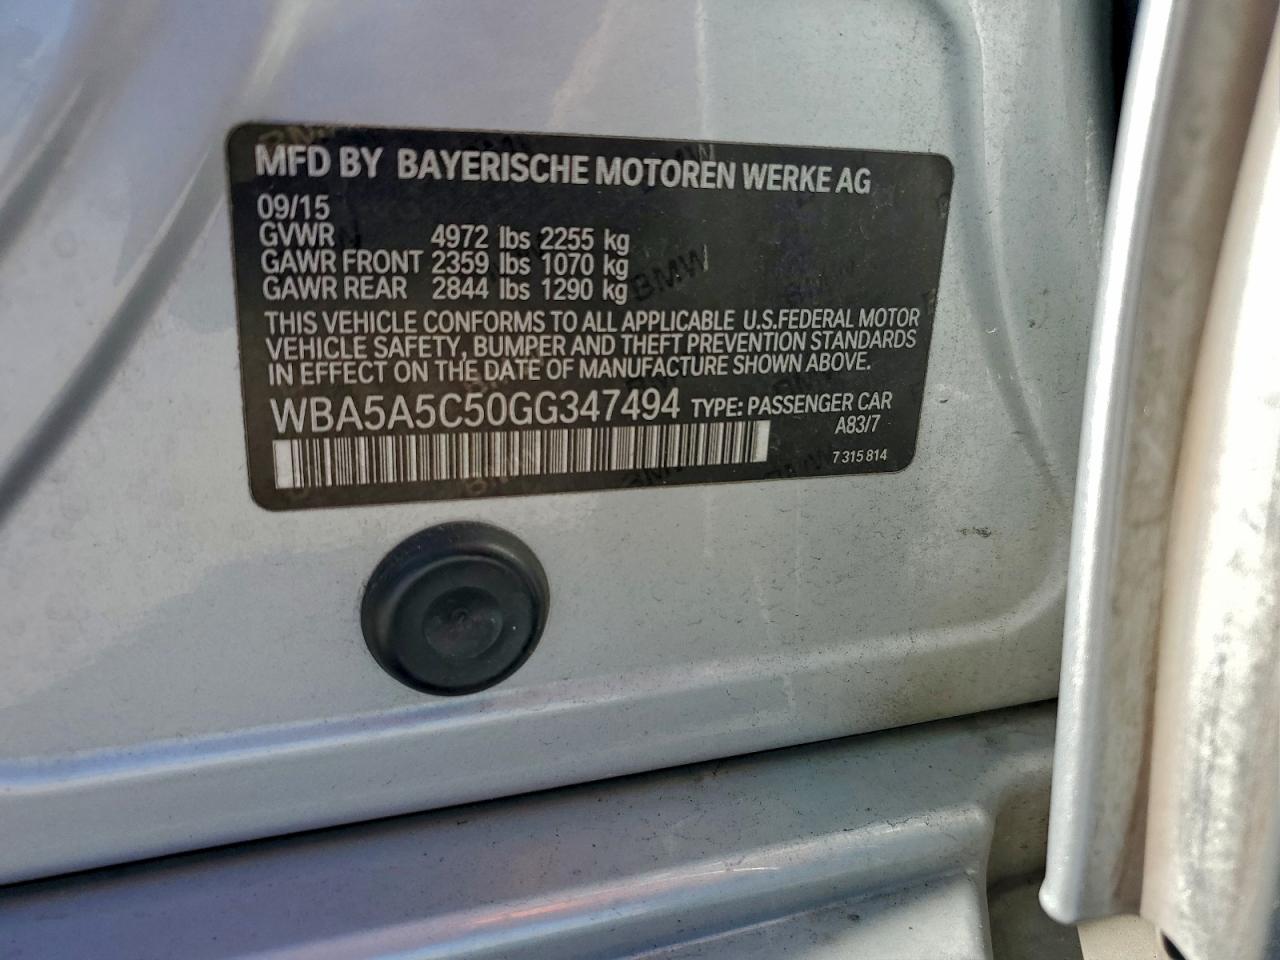 MFD BY BAYERISCHE MOTOREN WERKE AG
09/15
GVWR 4972 lbs 2255 kg
GAWR FRONT 2359 lbs 1070 kg
GAWR REAR 2844 lbs 1290 kg
THIS VEHICLE CONFORMS TO ALL APPLICABLE U.S.FEDERAL MOTOR
VEHICLE SAFETY, BUMPER AND THEFT PREVENTION STANDARDS
IN EFFECT ON THE DATE OF MANUFACTURE SHOWN ABOVE.
WBA5A5C50GG347494 TYPE: PASSENGER CAR
A83/7
7 315 814